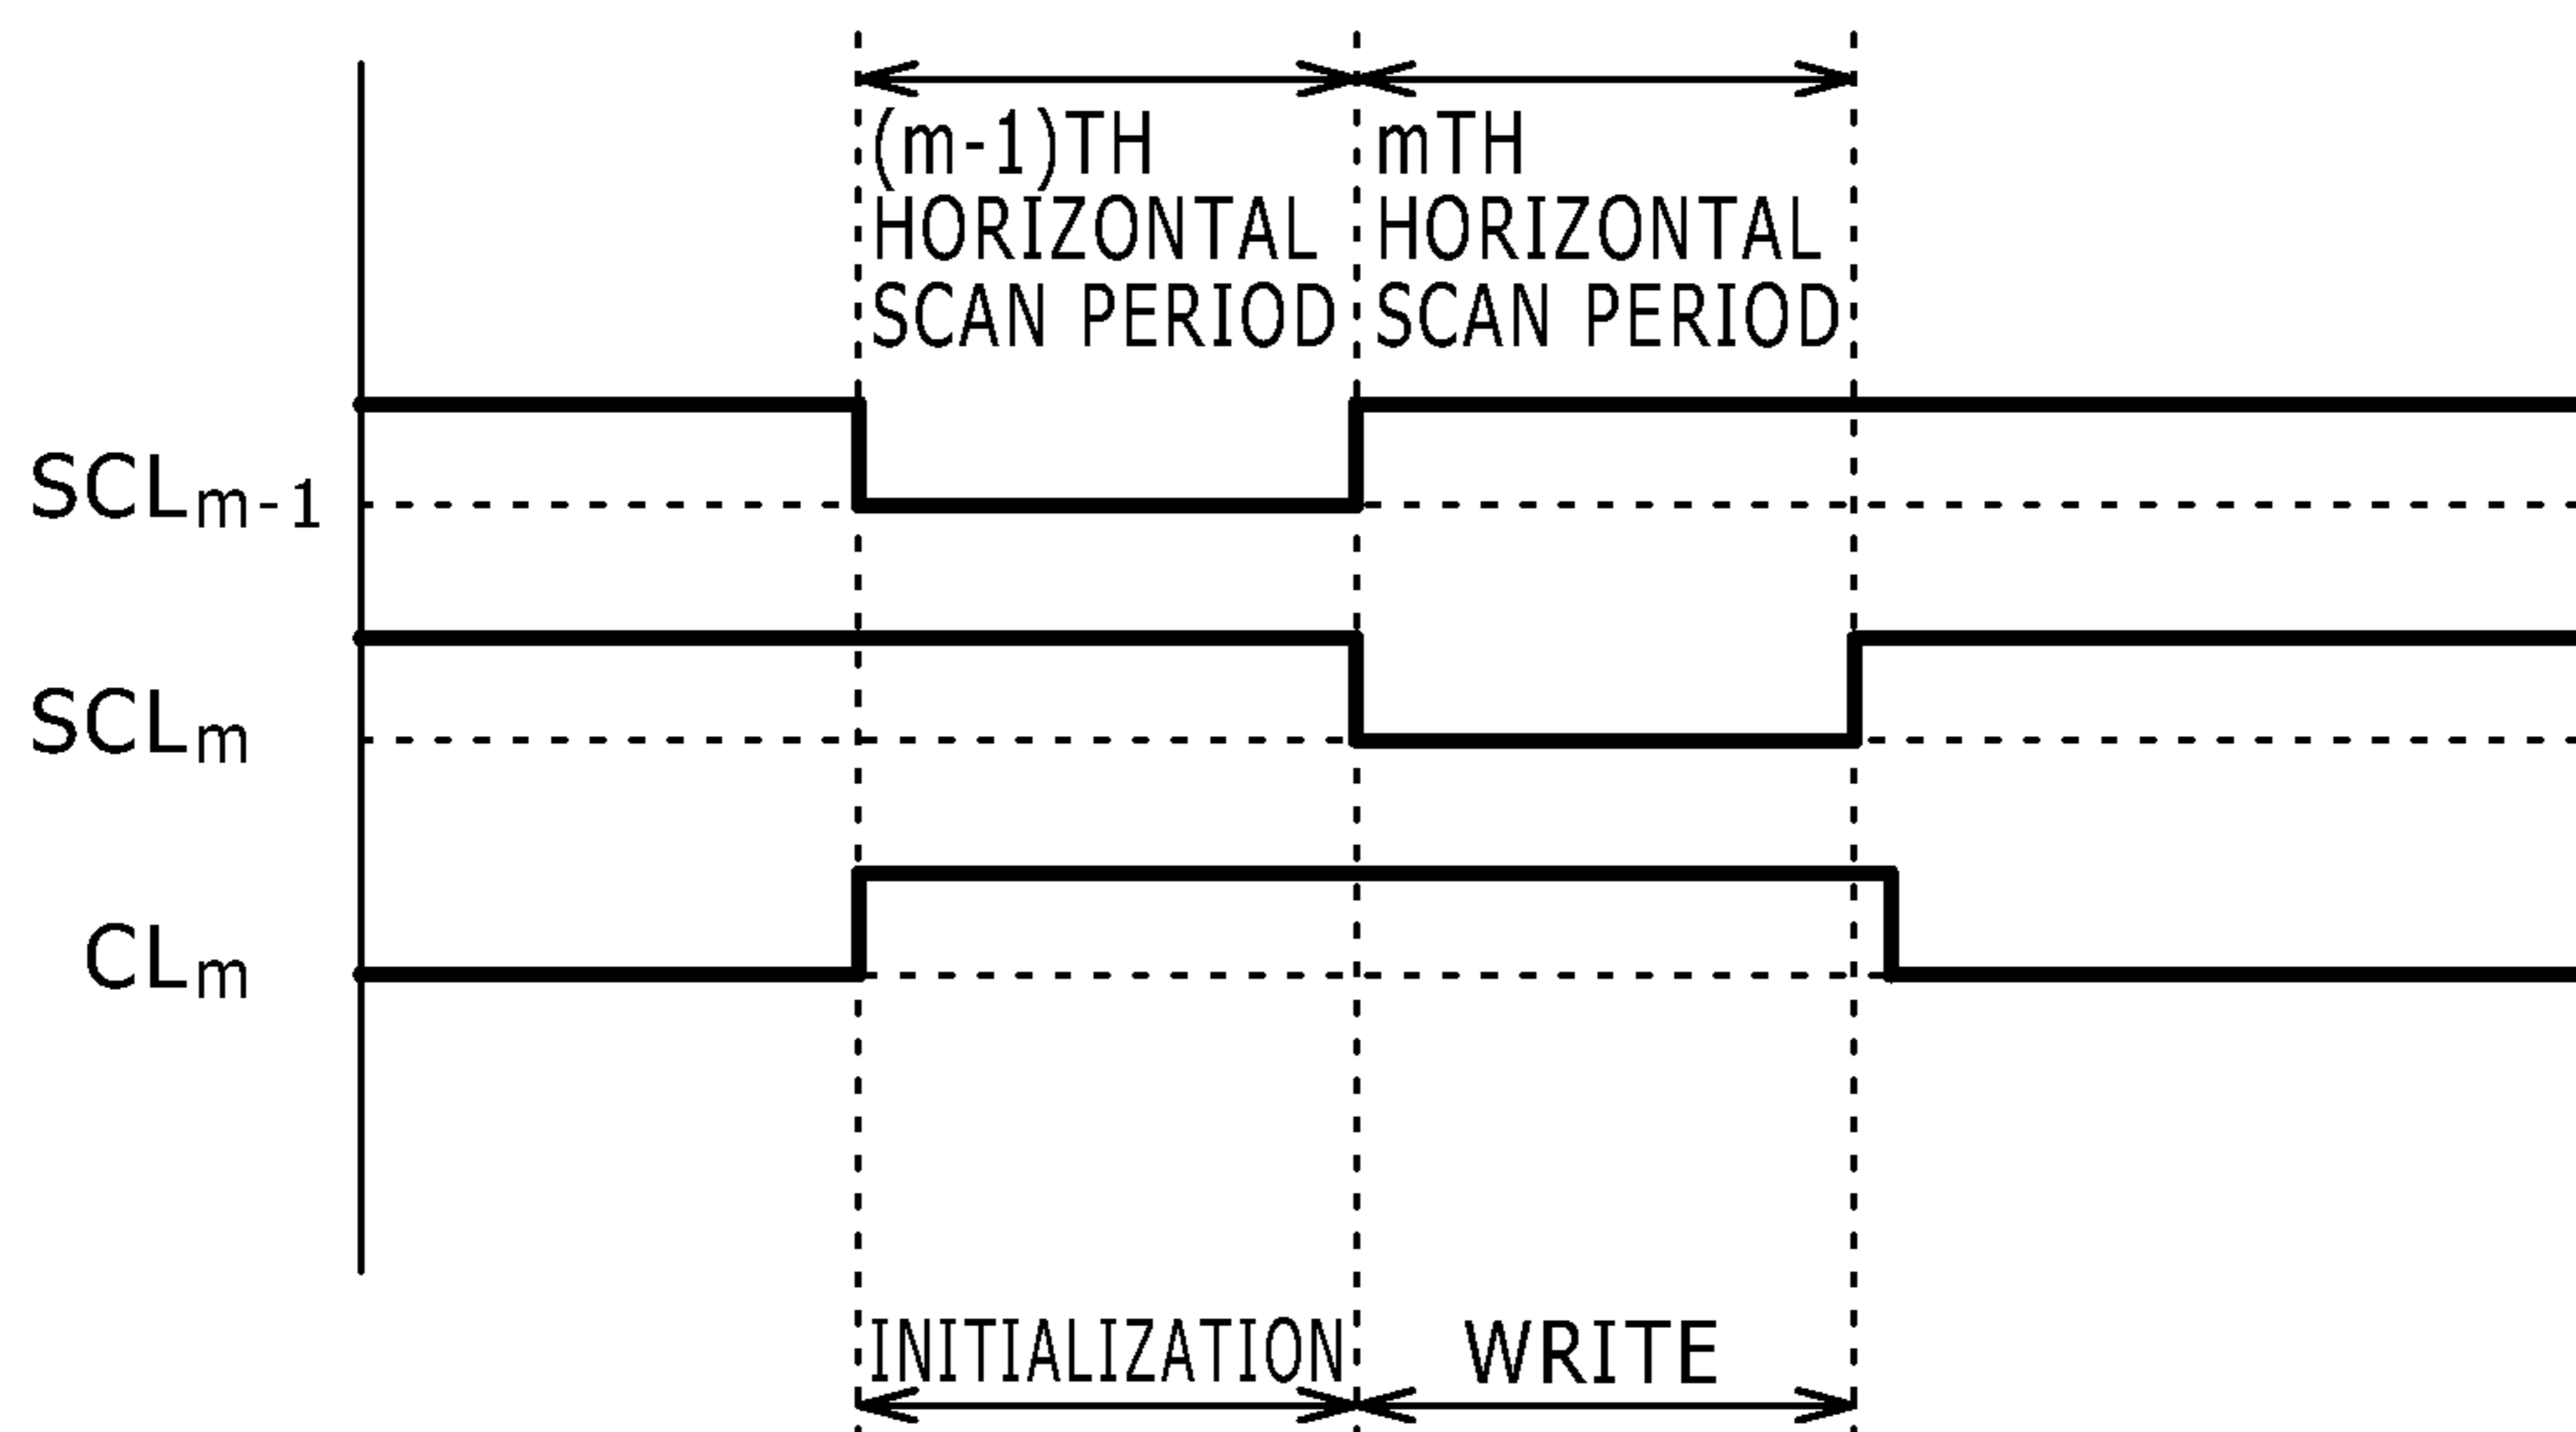 (m-1)TH
HORIZONTAL
SCAN PERIOD
mTH
HORIZONTAL
SCAN PERIOD
SCLm-1
SCLm
CLm
INITIALIZATION
WRITE